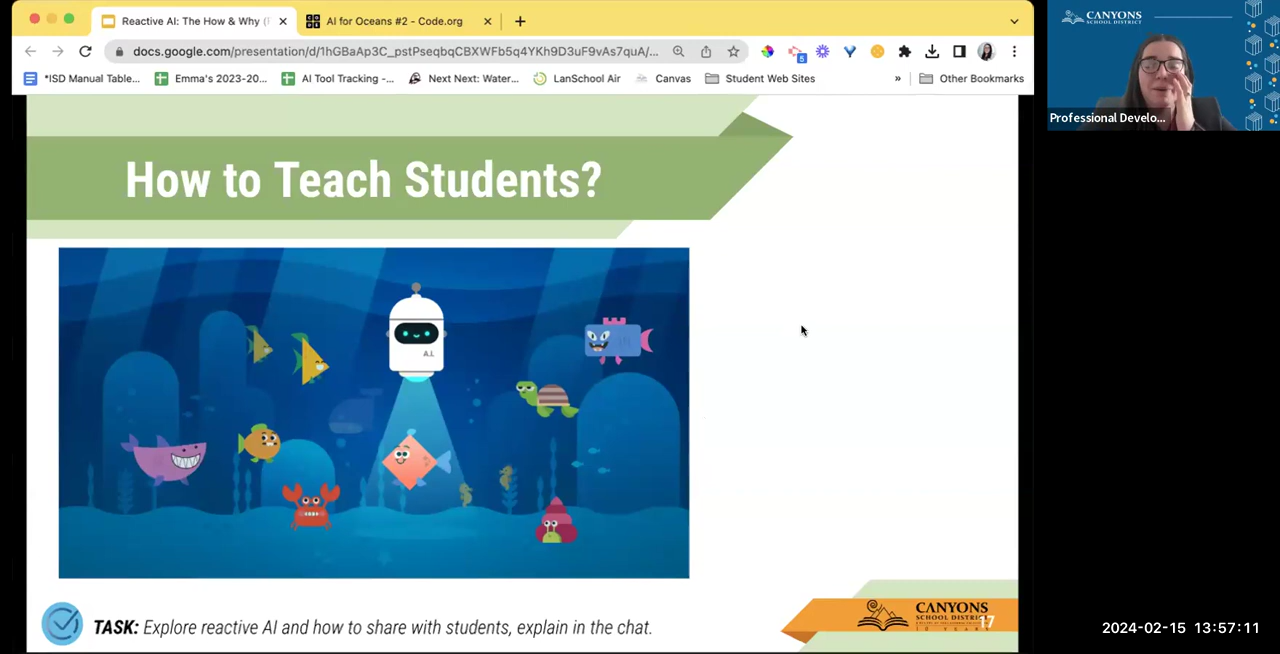 Reactive AI: The How & Why (
AI for Oceans #2 - Code.org
docs.google.com/presentation/d/1hGBaAp3C_pstPseqbqCBXWFb5q4YKh9D3uF9vAs7quA/...
5
*ISD Manual Table...
Emma's 2023-20...
AI Tool Tracking -...
Next Next: Water...
LanSchool Air
Canvas
Student Web Sites
»
Other Bookmarks
CANYONS
SCHOOL DISTRICT
Professional Develo...
How to Teach Students?
A.I.
TASK: Explore reactive AI and how to share with students, explain in the chat.
CANYONS
SCHOOL DISTRICT
17
2024-02-15 13:57:11